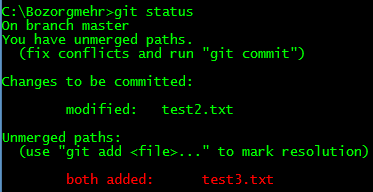 C:\Bozorgmehr>git status
On branch master
You have unmerged paths.
  (fix conflicts and run "git commit")

Changes to be committed:

        modified:   test2.txt

Unmerged paths:
  (use "git add <file>..." to mark resolution)

        both added:      test3.txt